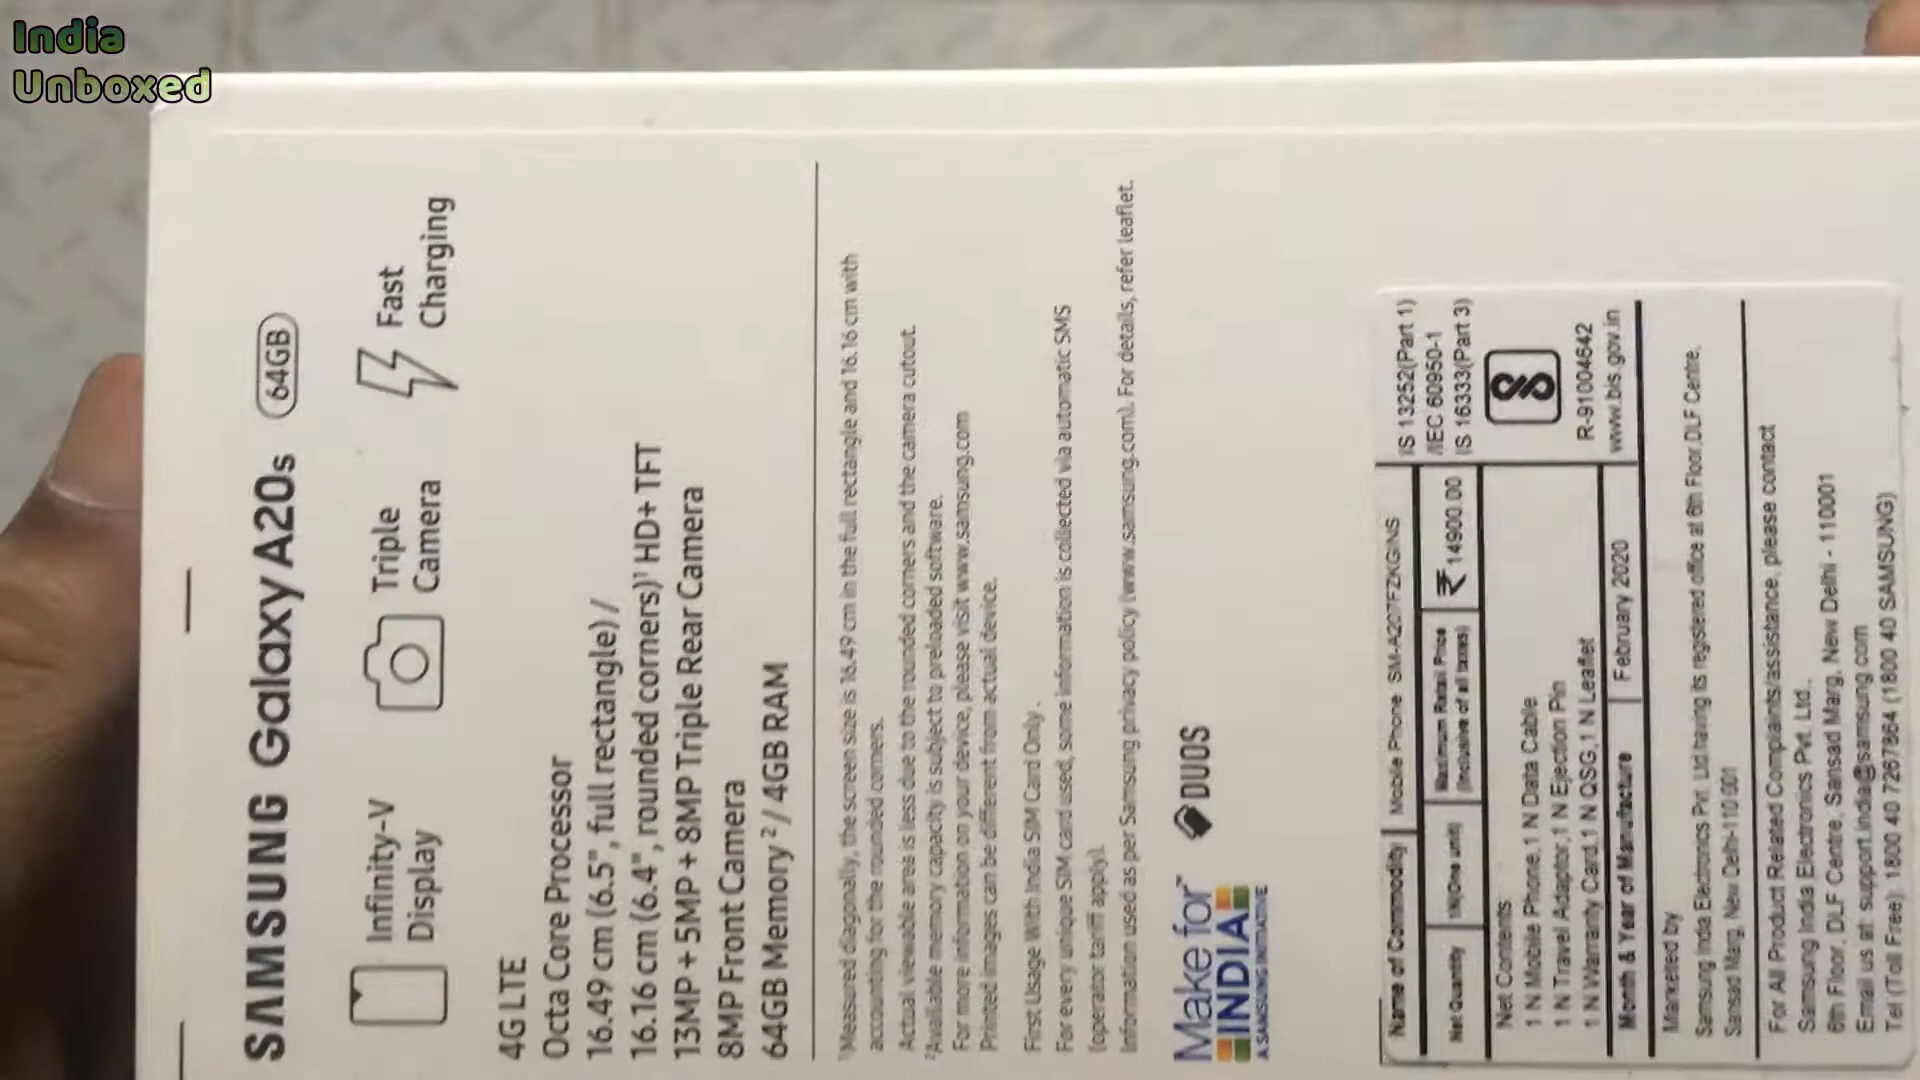 India
Unboxed
SAMSUNG Galaxy A20s 64GB
Infinity-V
Display
Triple
Camera
Fast
Charging
4G LTE
Octa Core Processor
16.49 cm (6.5", full rectangle) /
16.16 cm (6.4", rounded corners)¹ HD+ TFT
13MP + 5MP + 8MP Triple Rear Camera
8MP Front Camera
64GB Memory² / 4GB RAM
¹Measured diagonally, the screen size is 16.49 cm in the full rectangle and 16.16 cm with
accounting for the rounded corners.
Actual viewable area is less due to the rounded corners and the camera cutout.
²Available memory capacity is subject to preloaded software.
For more information on your device, please visit www.samsung.com
Printed images can be different from actual device.
First Usage With India SIM Card Only.
For every unique SIM card used, some information is collected via automatic SMS
(operator tariff apply).
Information used as per Samsung privacy policy (www.samsung.com). For details, refer leaflet.
Make for™
INDIA
A SAMSUNG INITIATIVE
DUOS
Name of Commodity Mobile Phone SM-A207FZKGINS
Net Quantity 1N(One unit) Maximum Retail Price
(Inclusive of all taxes) ₹ 14900.00
IS 13252(Part 1)
/IEC 60950-1
IS 16333(Part 3)
R-91004642
www.bis.gov.in
Net Contents
1 N Mobile Phone,1 N Data Cable
1 N Travel Adaptor,1 N Ejection Pin
1 N Warranty Card,1 N QSG,1 N Leaflet
Month & Year of Manufacture February 2020
Marketed by
Samsung India Electronics Pvt. Ltd having its registered office at 6th Floor,DLF Centre,
Sansad Marg, New Delhi-110001
For All Product Related Complaints/assistance, please contact
Samsung India Electronics Pvt. Ltd.,
6th Floor, DLF Centre, Sansad Marg, New Delhi - 110001
Email us at: support.india@samsung.com
Tel (Toll Free): 1800 40 7267864 (1800 40 SAMSUNG)